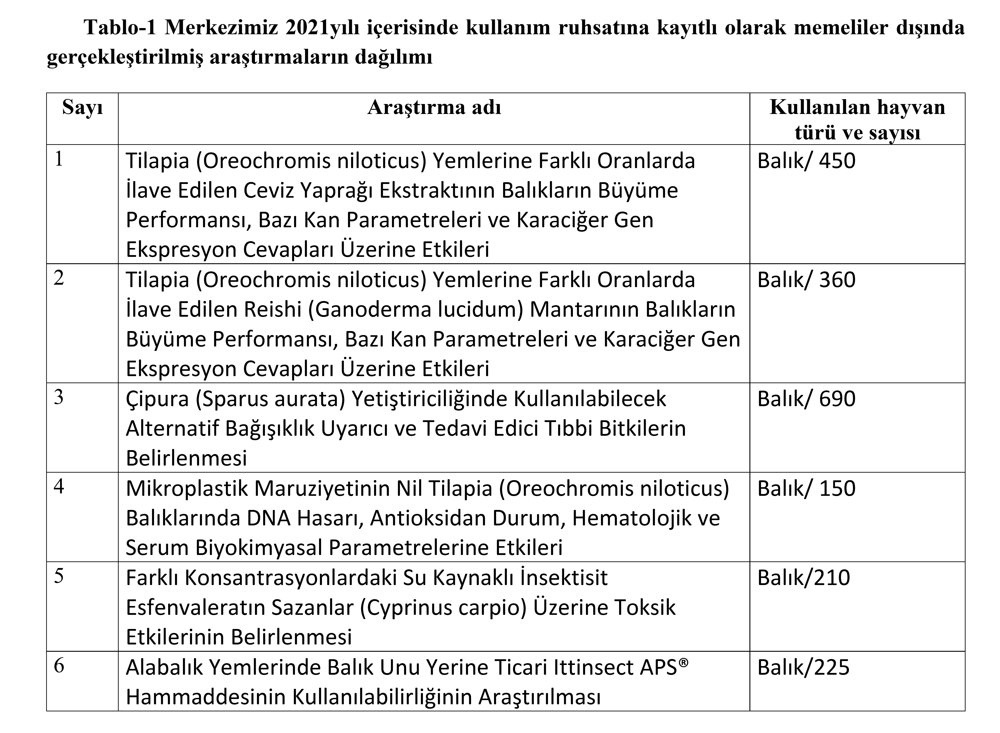 Tablo-1 Merkezimiz 2021yılı içerisinde kullanım ruhsatına kayıtlı olarak memeliler dışında
gerçekleştirilmiş araştırmaların dağılımı
Sayı
Araştırma adı
Kullanılan hayvan
türü ve sayısı
1
Tilapia (Oreochromis niloticus) Yemlerine Farklı Oranlarda
İlave Edilen Ceviz Yaprağı Ekstraktının Balıkların Büyüme
Performansı, Bazı Kan Parametreleri ve Karaciğer Gen
Ekspresyon Cevapları Üzerine Etkileri
Balık/ 450
2
Tilapia (Oreochromis niloticus) Yemlerine Farklı Oranlarda
İlave Edilen Reishi (Ganoderma lucidum) Mantarının Balıkların
Büyüme Performansı, Bazı Kan Parametreleri ve Karaciğer Gen
Ekspresyon Cevapları Üzerine Etkileri
Balık/ 360
3
Çipura (Sparus aurata) Yetiştiriciliğinde Kullanılabilecek
Alternatif Bağışıklık Uyarıcı ve Tedavi Edici Tıbbi Bitkilerin
Belirlenmesi
Balık/ 690
4
Mikroplastik Maruziyetinin Nil Tilapia (Oreochromis niloticus)
Balıklarında DNA Hasarı, Antioksidan Durum, Hematolojik ve
Serum Biyokimyasal Parametrelerine Etkileri
Balık/ 150
5
Farklı Konsantrasyonlardaki Su Kaynaklı İnsektisit
Esfenvaleratın Sazanlar (Cyprinus carpio) Üzerine Toksik
Etkilerinin Belirlenmesi
Balık/210
6
Alabalık Yemlerinde Balık Unu Yerine Ticari Ittinsect APS®
Hammaddesinin Kullanılabilirliğinin Araştırılması
Balık/225